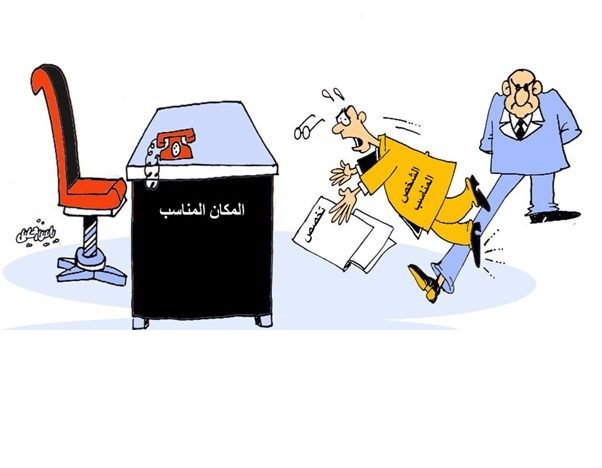 المكان المناسب
الشخص
المناسب
تخصص